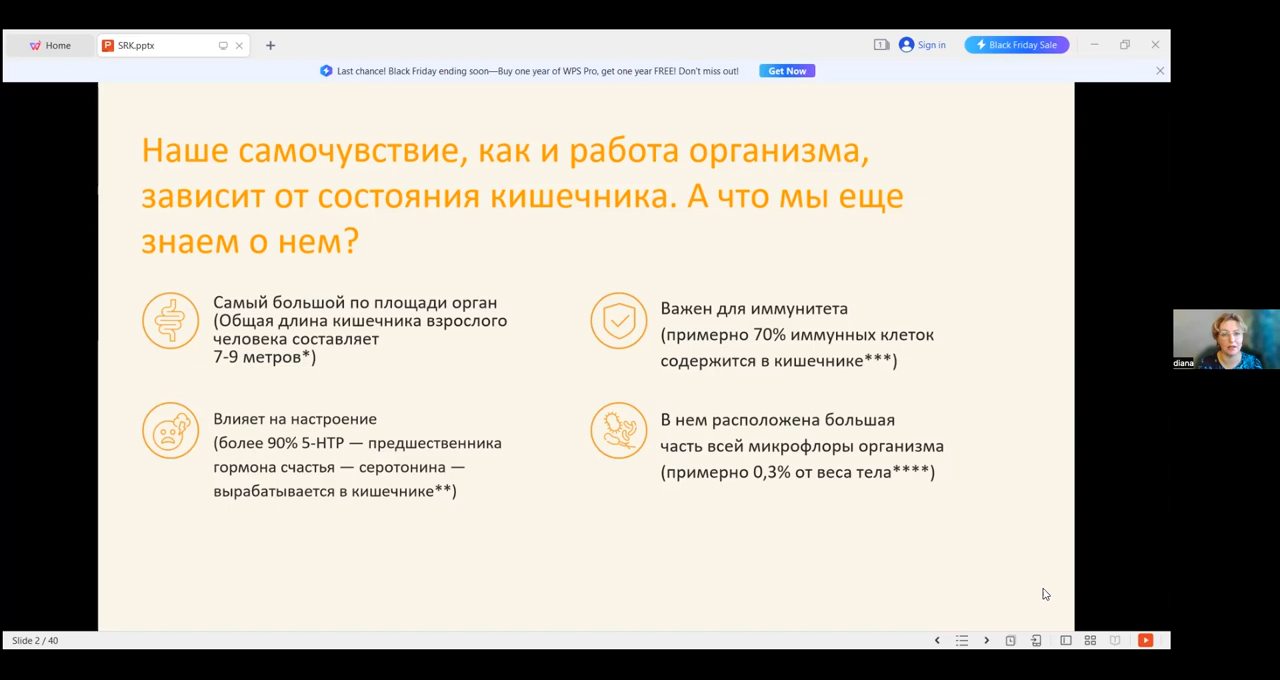 Home
SRK.pptx
1
Sign in
Black Friday Sale
Last chance! Black Friday ending soon—Buy one year of WPS Pro, get one year FREE! Don't miss out!
Get Now
Наше самочувствие, как и работа организма,
зависит от состояния кишечника. А что мы еще
знаем о нем?
Самый большой по площади орган
(Общая длина кишечника взрослого
человека составляет
7-9 метров*)
Важен для иммунитета
(примерно 70% иммунных клеток
содержится в кишечнике***)
Влияет на настроение
(более 90% 5-HTP — предшественника
гормона счастья — серотонина —
вырабатывается в кишечнике**)
В нем расположена большая
часть всей микрофлоры организма
(примерно 0,3% от веса тела****)
diana
Slide 2 / 40